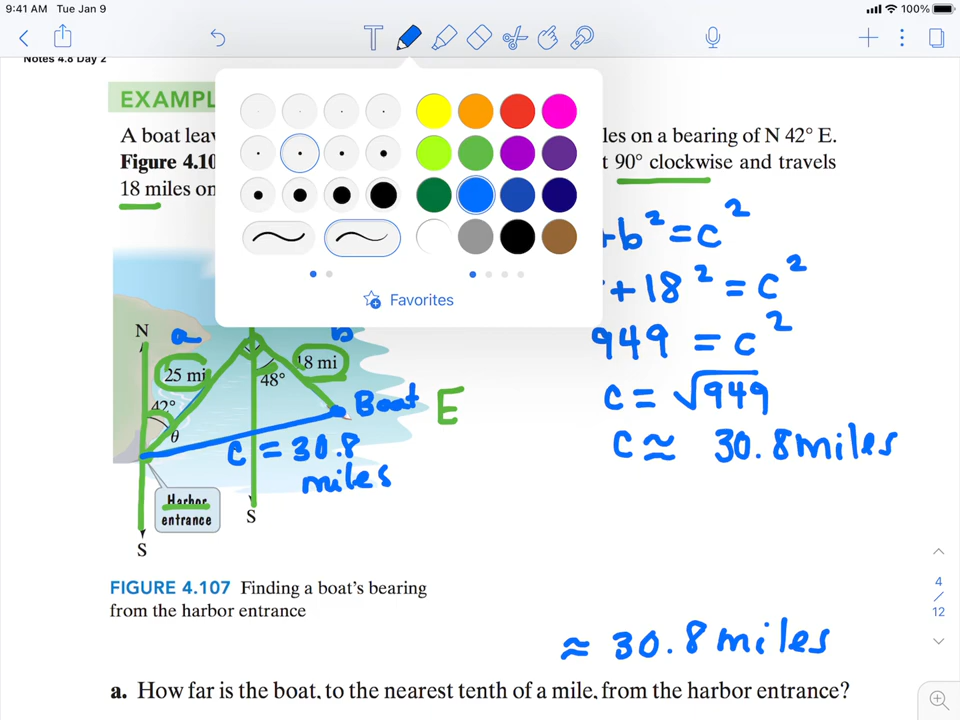 9:41 AM Tue Jan 9 100%
Notes 4.8 Day 2
EXAMPL
A boat leav les on a bearing of N 42° E.
Figure 4.10 t 90° clockwise and travels
18 miles on
+b² = c²
+ 18² = c²
949 = c²
c = √949
c ≈ 30.8 miles
Favorites
N a b
25 mi 18 mi
48°
42° Boat E
θ
c = 30.8
miles
Harbor
entrance
S
S
FIGURE 4.107 Finding a boat's bearing
from the harbor entrance
4
/
12
≈ 30.8 miles
a. How far is the boat, to the nearest tenth of a mile, from the harbor entrance?